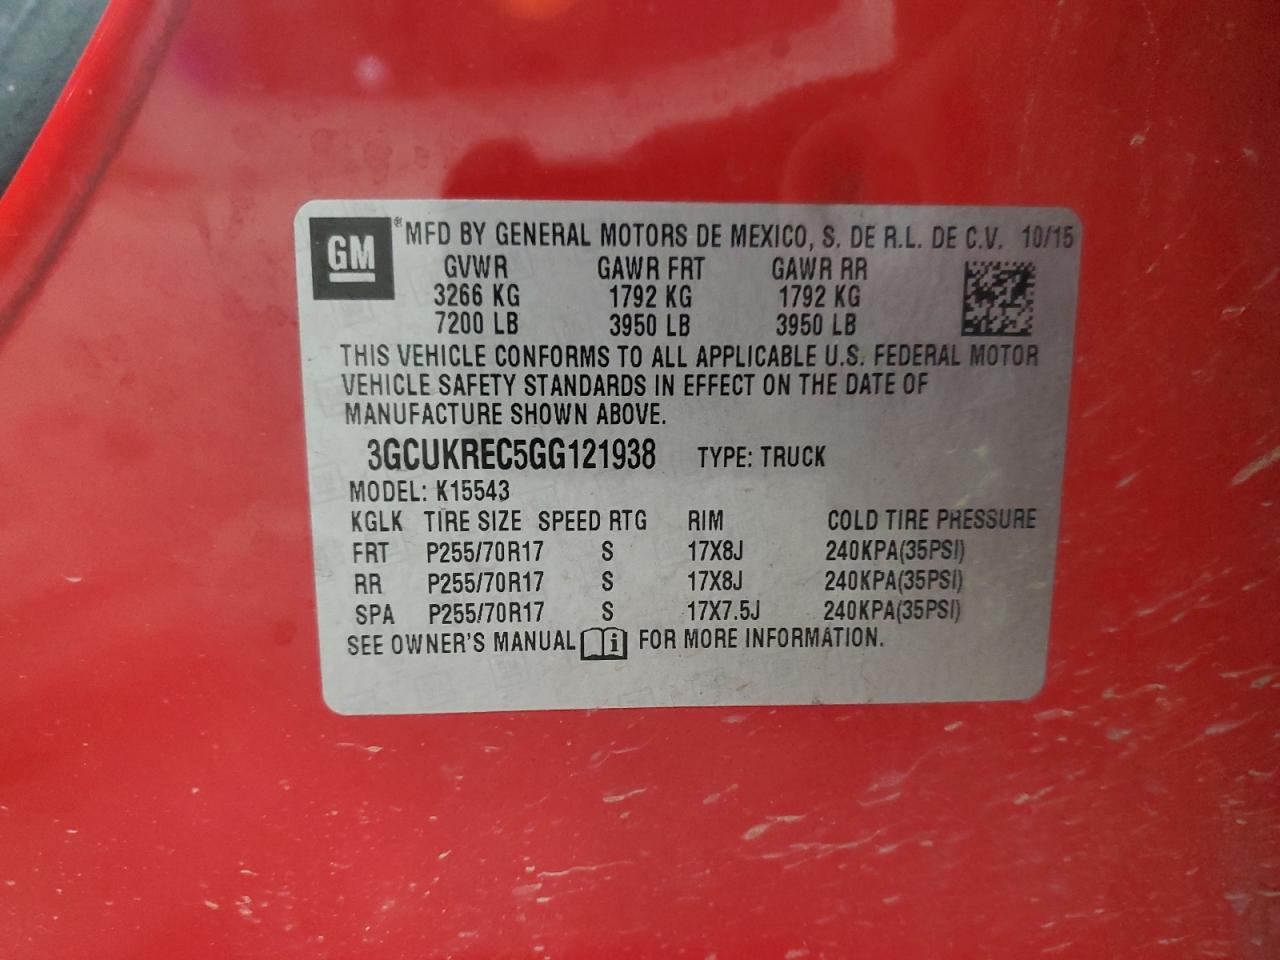 GM® MFD BY GENERAL MOTORS DE MEXICO, S. DE R.L. DE C.V. 10/15
GVWR GAWR FRT GAWR RR
3266 KG 1792 KG 1792 KG
7200 LB 3950 LB 3950 LB
THIS VEHICLE CONFORMS TO ALL APPLICABLE U.S. FEDERAL MOTOR
VEHICLE SAFETY STANDARDS IN EFFECT ON THE DATE OF
MANUFACTURE SHOWN ABOVE.
3GCUKREC5GG121938 TYPE: TRUCK
MODEL: K15543
KGLK TIRE SIZE SPEED RTG RIM COLD TIRE PRESSURE
FRT P255/70R17 S 17X8J 240KPA(35PSI)
RR P255/70R17 S 17X8J 240KPA(35PSI)
SPA P255/70R17 S 17X7.5J 240KPA(35PSI)
SEE OWNER'S MANUAL i FOR MORE INFORMATION.